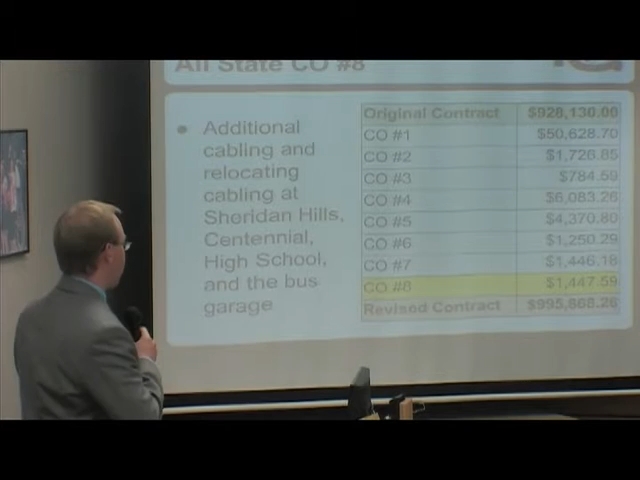 All State CO #8
• Additional
cabling and
relocating
cabling at
Sheridan Hills,
Centennial,
High School,
and the bus
garage
Original Contract $928,130.00
CO #1 $50,628.70
CO #2 $1,726.85
CO #3 $784.59
CO #4 $6,083.26
CO #5 $4,370.80
CO #6 $1,250.29
CO #7 $1,446.18
CO #8 $1,447.59
Revised Contract $995,868.26